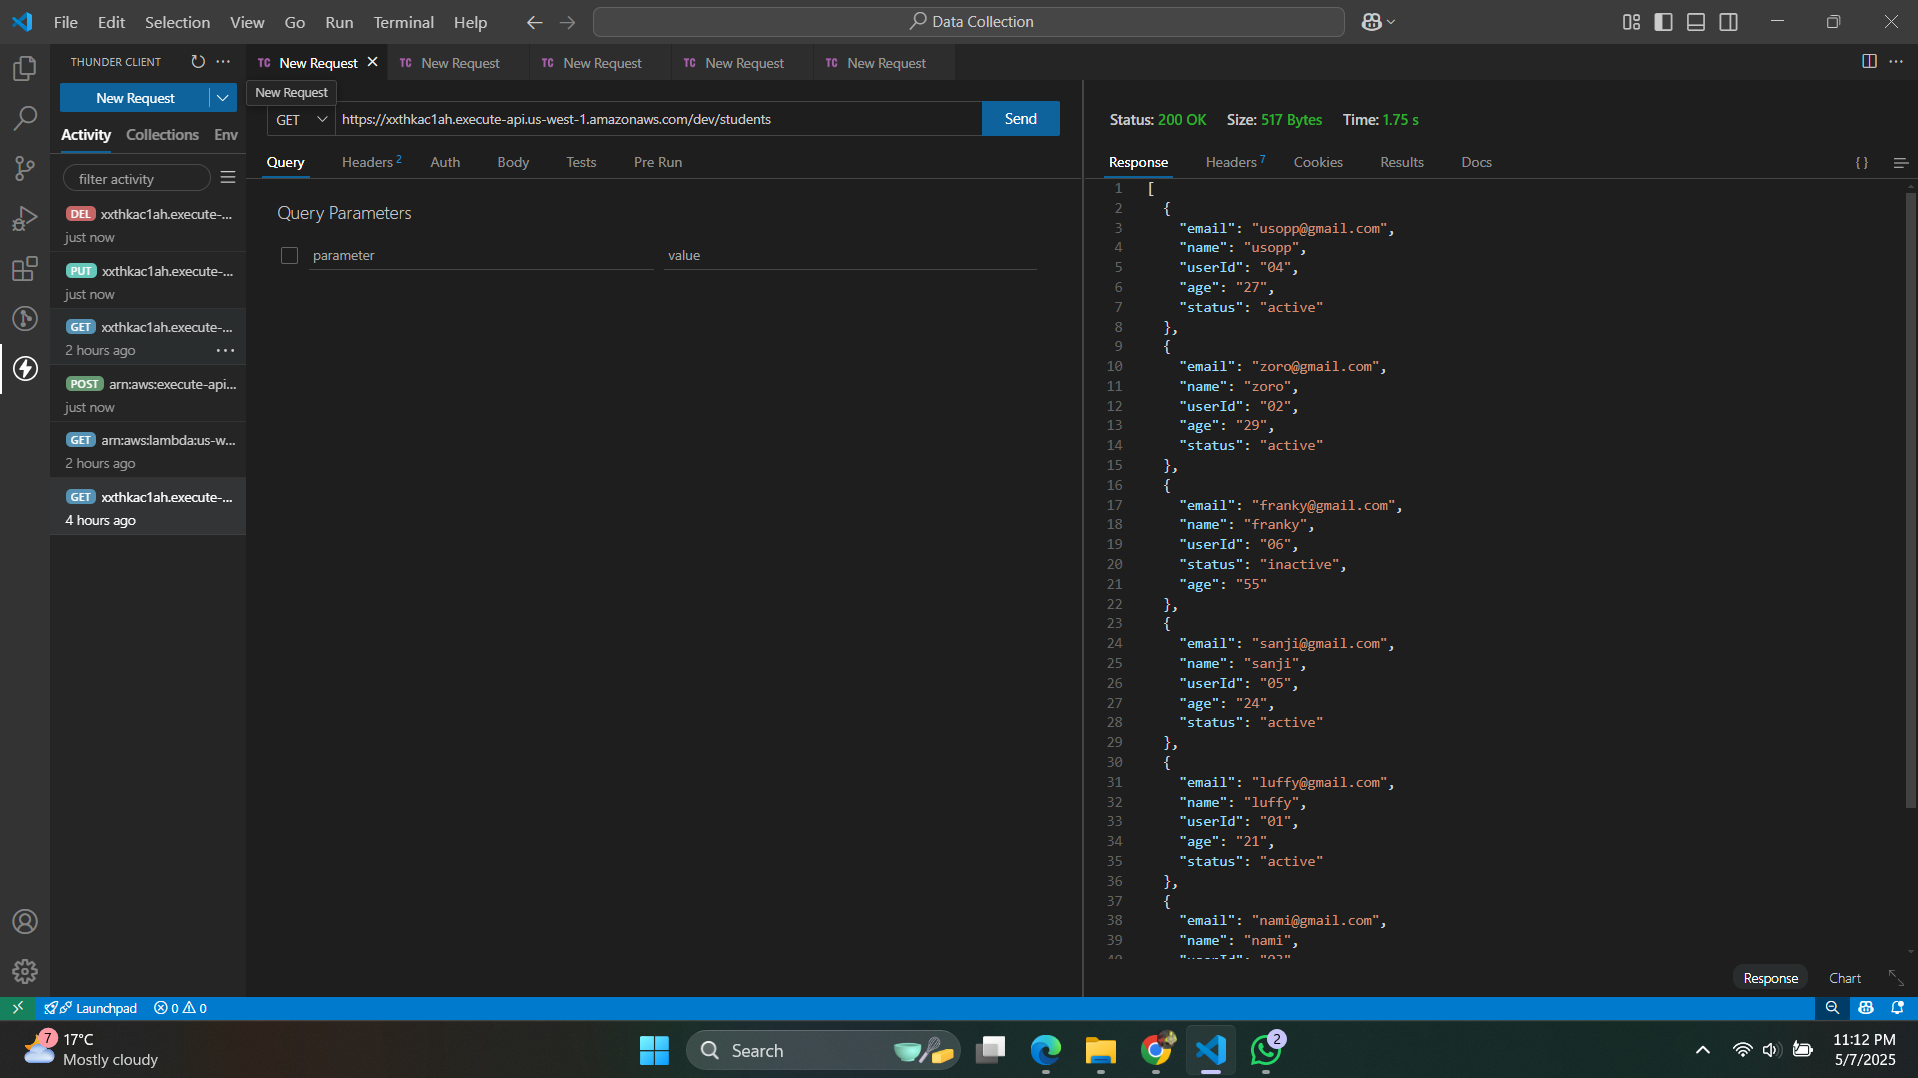 File Edit Selection View Go Run Terminal Help
Data Collection
THUNDER CLIENT
New Request
Activity Collections Env
filter activity
DEL xxthkac1ah.execute-...
just now
PUT xxthkac1ah.execute-...
just now
GET xxthkac1ah.execute-...
2 hours ago
POST arn:aws:execute-api...
just now
GET arn:aws:lambda:us-w...
2 hours ago
GET xxthkac1ah.execute-...
4 hours ago
TC New Request TC New Request TC New Request TC New Request TC New Request
New Request
GET https://xxthkac1ah.execute-api.us-west-1.amazonaws.com/dev/students Send
Query Headers 2 Auth Body Tests Pre Run
Query Parameters
parameter value
Status: 200 OK Size: 517 Bytes Time: 1.75 s
Response Headers 7 Cookies Results Docs
{ }
1 [
2 {
3 "email": "usopp@gmail.com",
4 "name": "usopp",
5 "userId": "04",
6 "age": "27",
7 "status": "active"
8 },
9 {
10 "email": "zoro@gmail.com",
11 "name": "zoro",
12 "userId": "02",
13 "age": "29",
14 "status": "active"
15 },
16 {
17 "email": "franky@gmail.com",
18 "name": "franky",
19 "userId": "06",
20 "status": "inactive",
21 "age": "55"
22 },
23 {
24 "email": "sanji@gmail.com",
25 "name": "sanji",
26 "userId": "05",
27 "age": "24",
28 "status": "active"
29 },
30 {
31 "email": "luffy@gmail.com",
32 "name": "luffy",
33 "userId": "01",
34 "age": "21",
35 "status": "active"
36 },
37 {
38 "email": "nami@gmail.com",
39 "name": "nami",
Response Chart
Launchpad 0 0
7
17°C
Mostly cloudy
Search
2
11:12 PM
5/7/2025